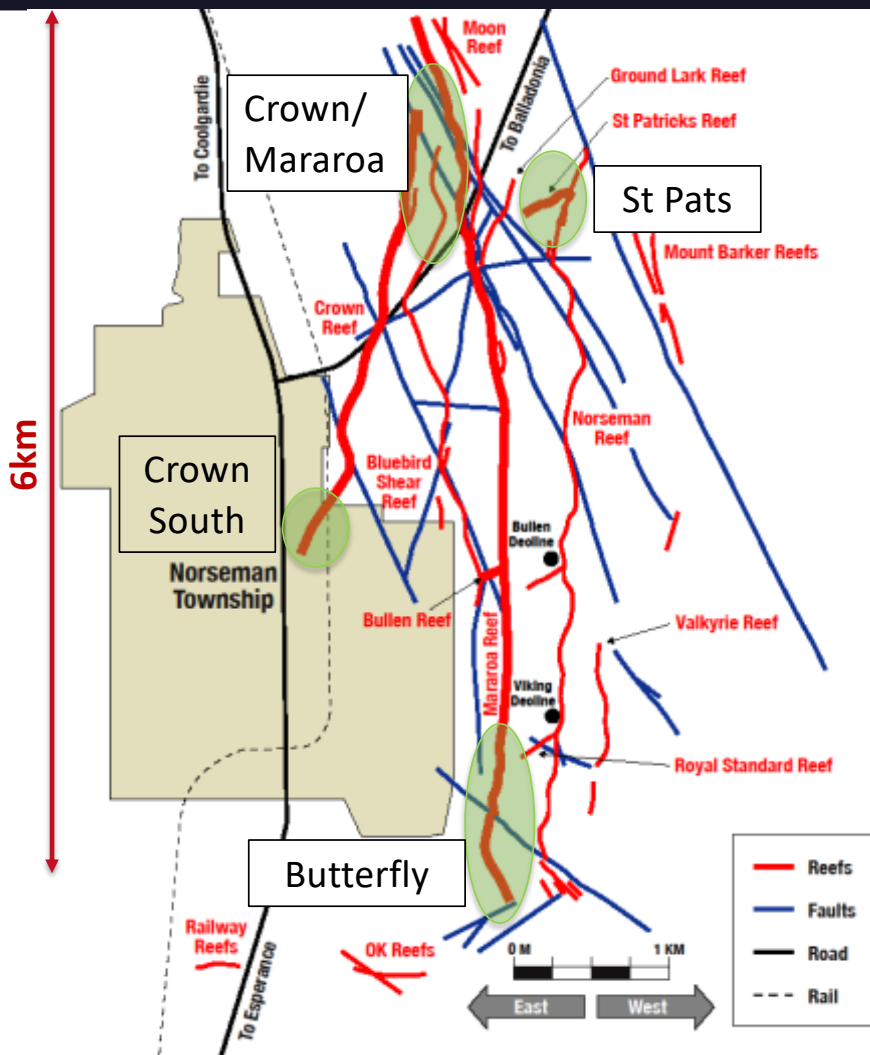 Moon
Reef
To Coolgardie
Crown/
Mararoa
To Balladonia
Ground Lark Reef
St Patricks Reef
St Pats
Mount Barker Reefs
Crown
Reef
6km
Norseman
Reef
Crown
South
Bluebird
Shear
Reef
Bullen
Decline
Norseman
Township
Bullen Reef
Mararoa Reef
Valkyrie Reef
Viking
Decline
Royal Standard Reef
Butterfly
Railway
Reefs
OK Reefs
To Esperance
0 M
1 KM
East
West
Reefs
Faults
Road
Rail